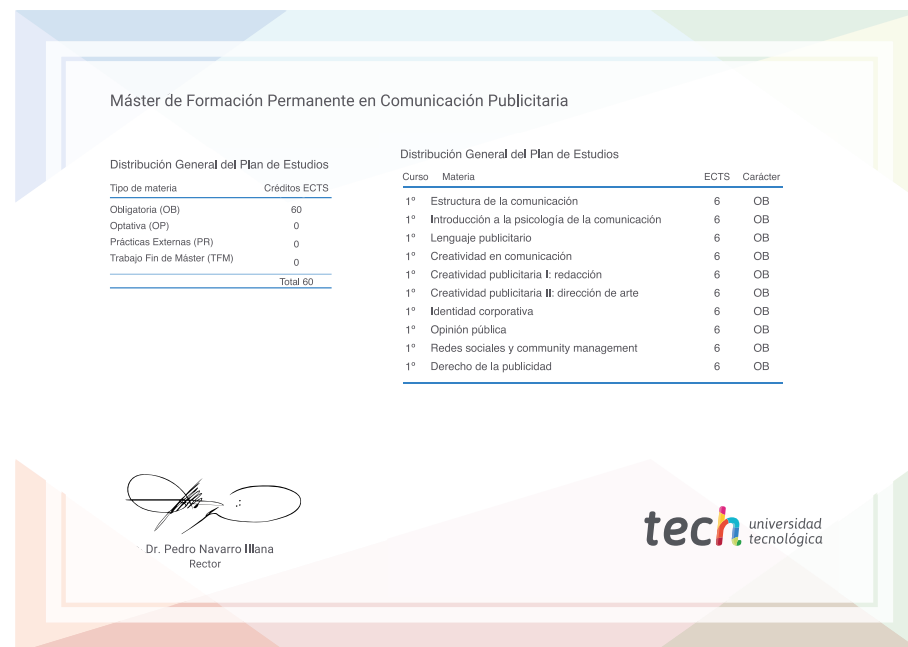 Máster de Formación Permanente en Comunicación Publicitaria
Distribución General del Plan de Estudios
Tipo de materia Créditos ECTS
Obligatoria (OB) 60
Optativa (OP) 0
Prácticas Externas (PR) 0
Trabajo Fin de Máster (TFM) 0
Total 60
Distribución General del Plan de Estudios
Curso Materia ECTS Carácter
1º Estructura de la comunicación 6 OB
1º Introducción a la psicología de la comunicación 6 OB
1º Lenguaje publicitario 6 OB
1º Creatividad en comunicación 6 OB
1º Creatividad publicitaria I: redacción 6 OB
1º Creatividad publicitaria II: dirección de arte 6 OB
1º Identidad corporativa 6 OB
1º Opinión pública 6 OB
1º Redes sociales y community management 6 OB
1º Derecho de la publicidad 6 OB
Dr. Pedro Navarro Illana
Rector
tech universidad
tecnológica